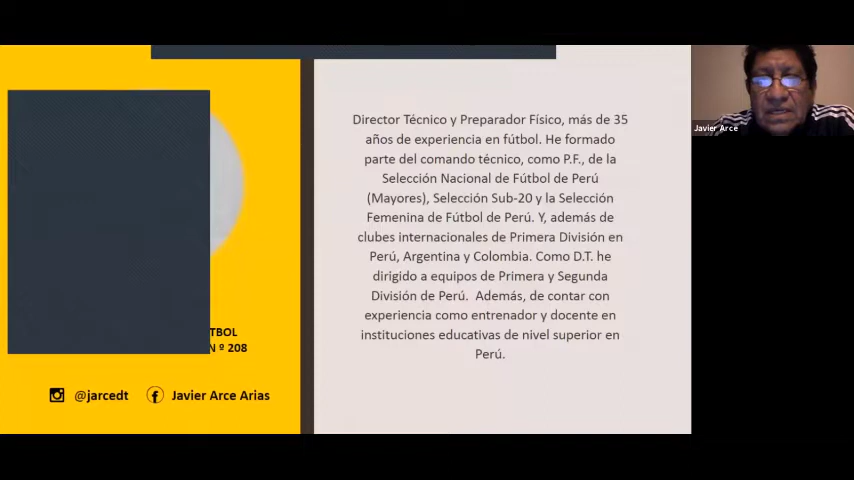 Director Técnico y Preparador Físico, más de 35
años de experiencia en fútbol. He formado
parte del comando técnico, como P.F., de la
Selección Nacional de Fútbol de Perú
(Mayores), Selección Sub-20 y la Selección
Femenina de Fútbol de Perú. Y, además de
clubes internacionales de Primera División en
Perú, Argentina y Colombia. Como D.T. he
dirigido a equipos de Primera y Segunda
División de Perú. Además, de contar con
experiencia como entrenador y docente en
instituciones educativas de nivel superior en
Perú.
N º 208
@jarcedt Javier Arce Arias
Javier Arce